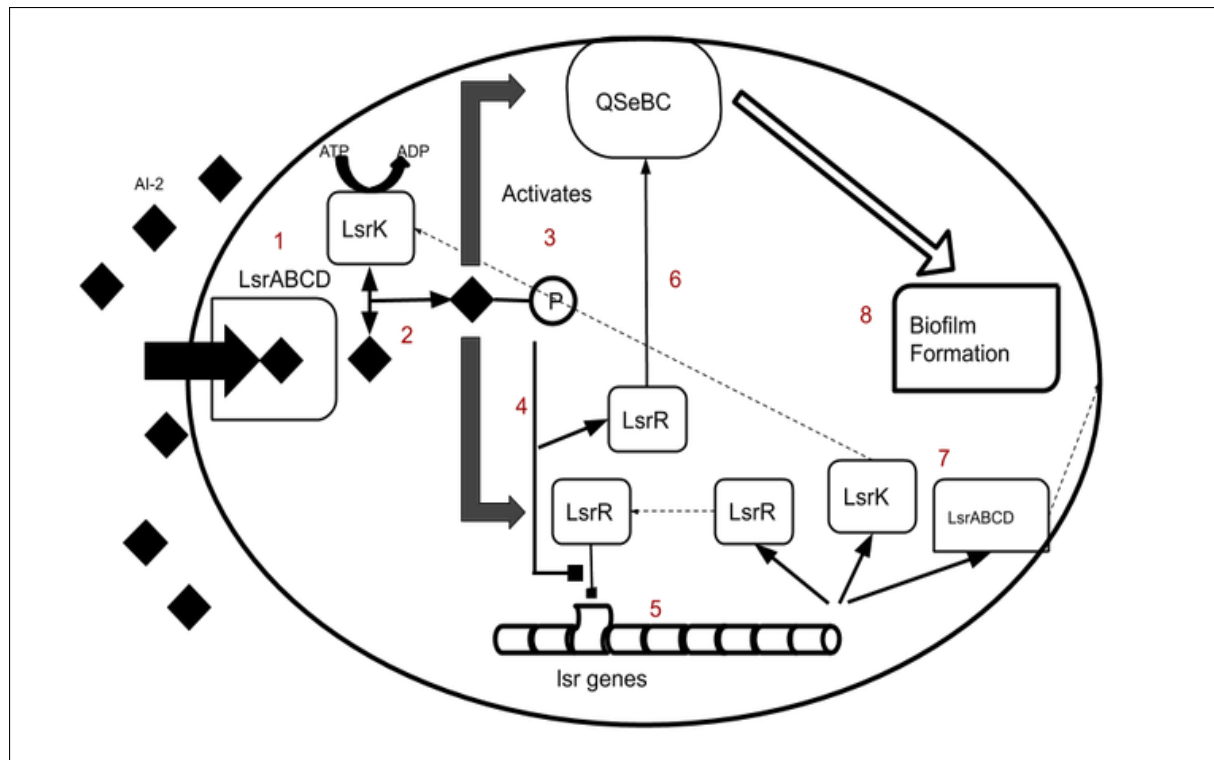 QSeBC
ATP
ADP
AI-2
Activates
LsrK
1
3
LsrABCD
6
P
8
2
Biofilm
Formation
4
LsrR
7
LsrK
LsrR
LsrR
LsrABCD
5
lsr genes